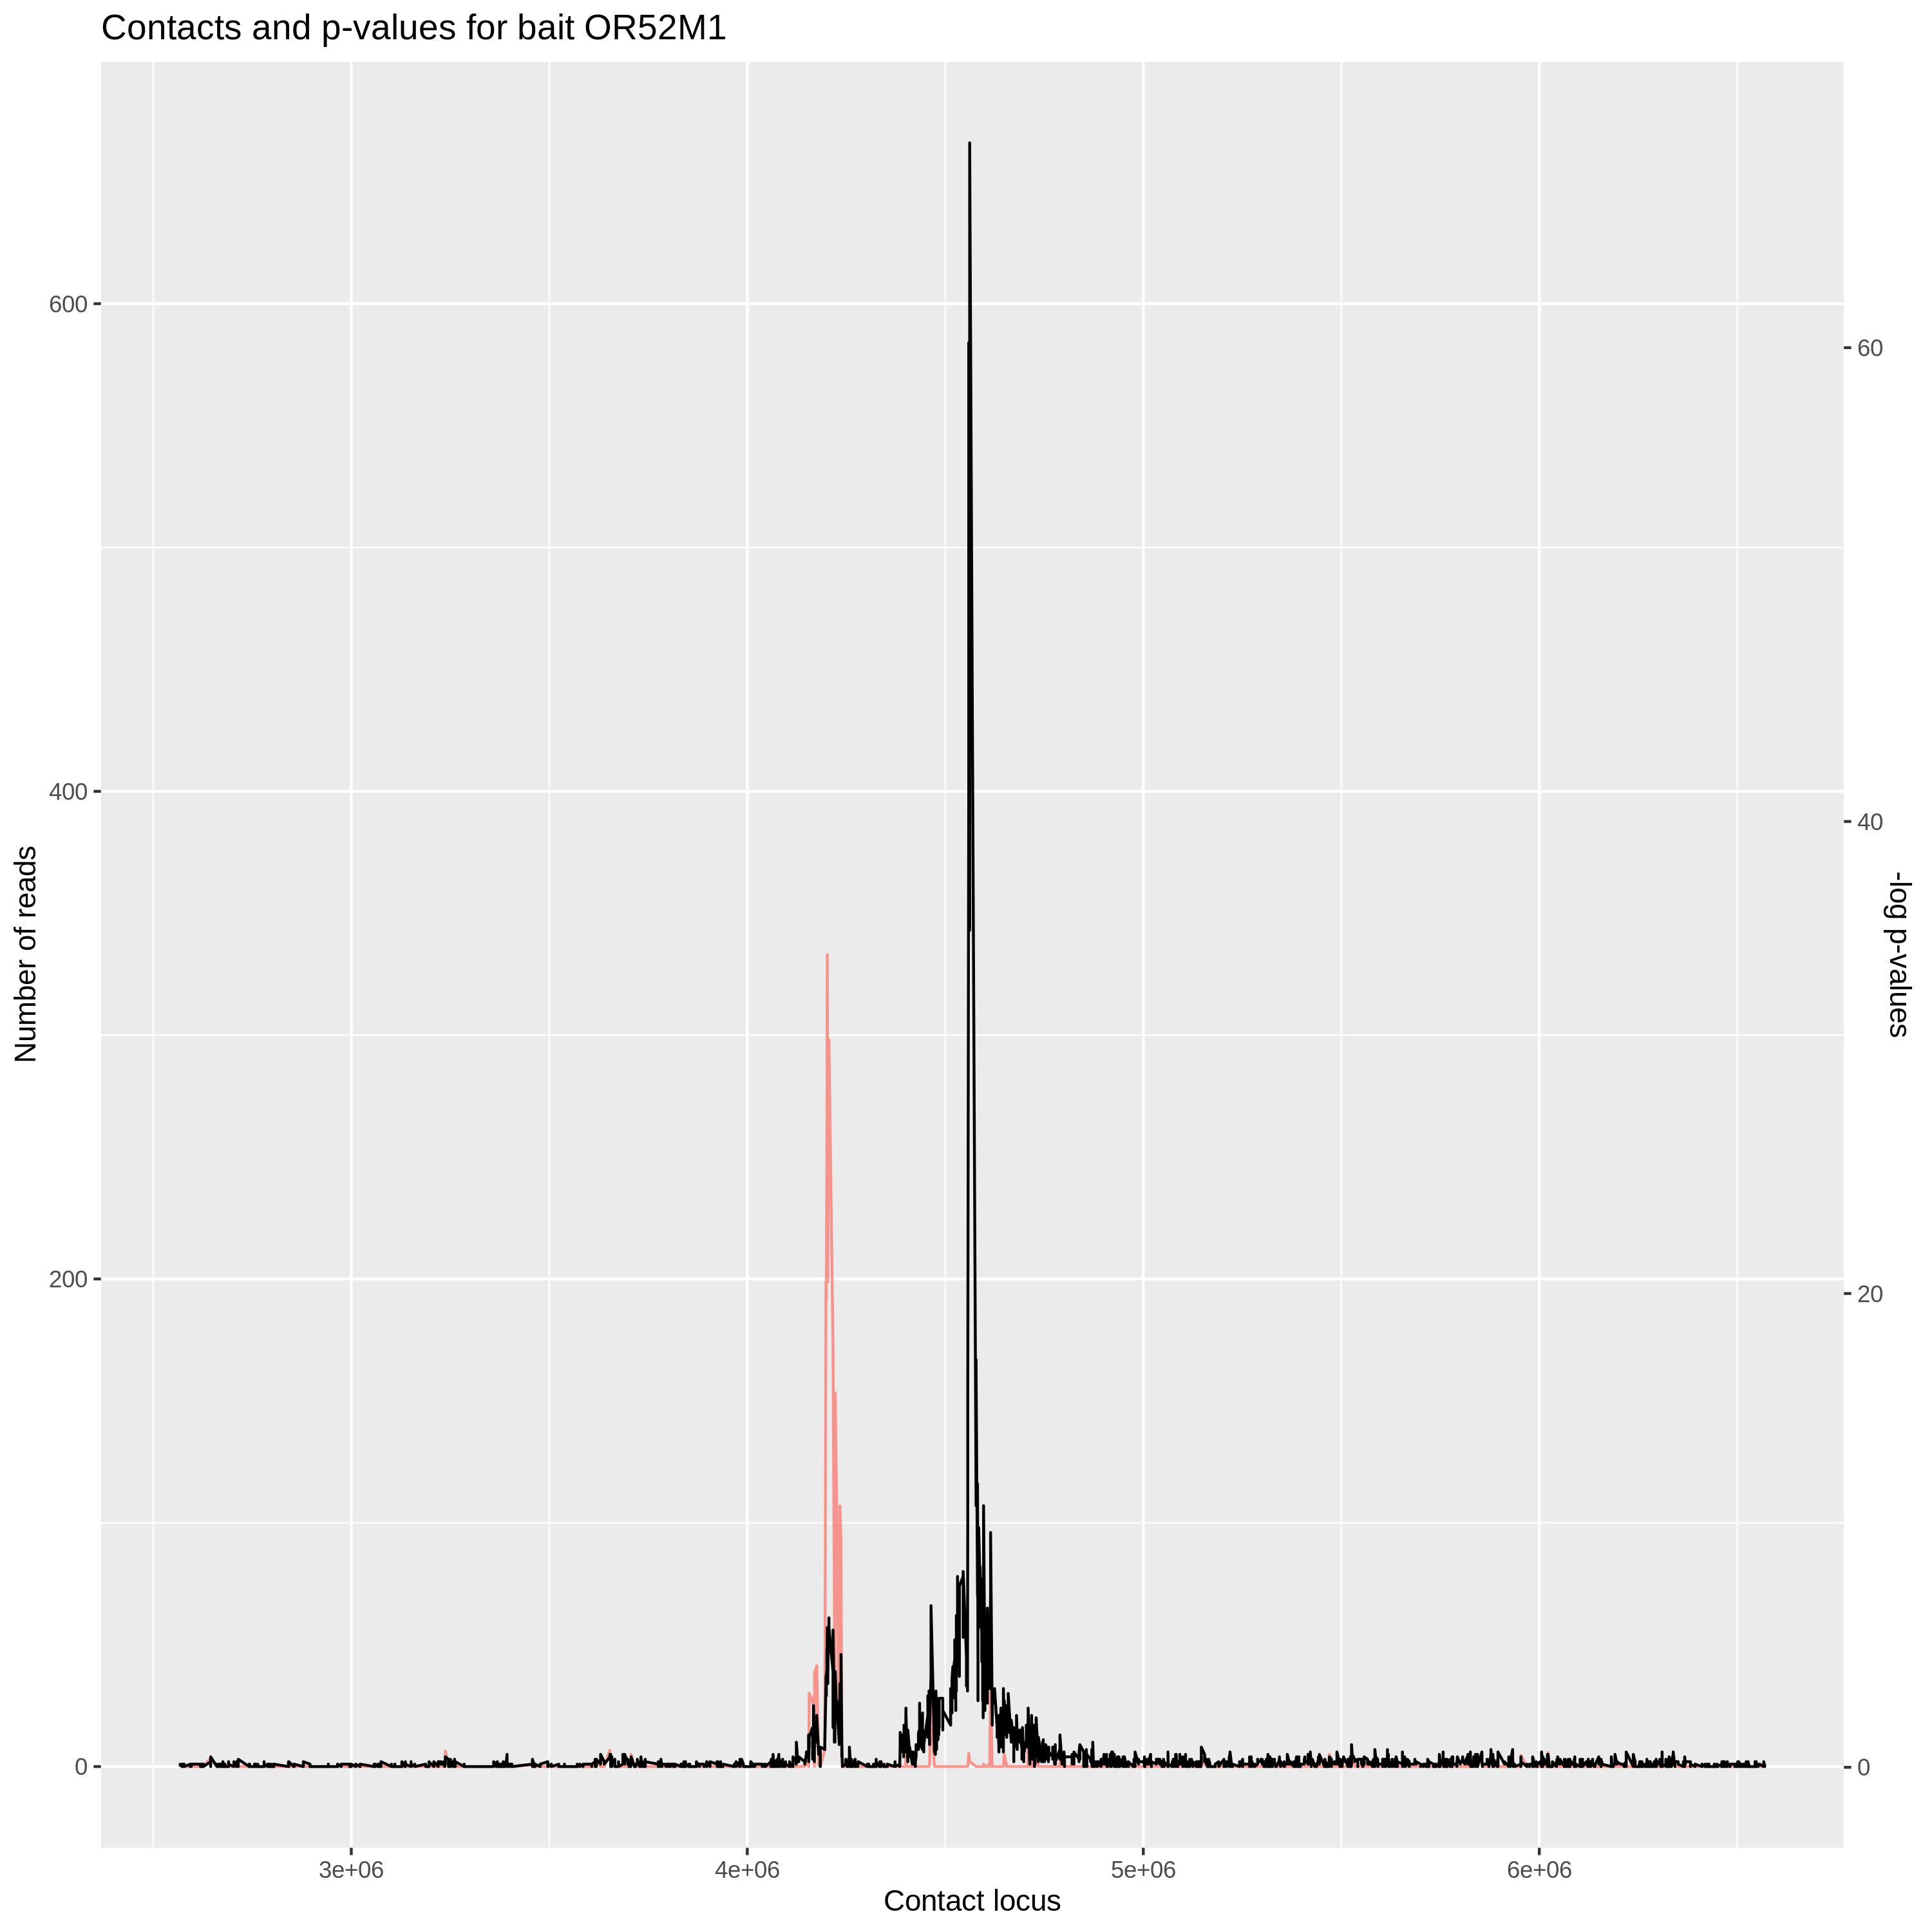 Contacts and p-values for bait OR52M1
600
400
200
0
Number of reads
60
40
20
0
-log p-values
3e+06
4e+06
5e+06
6e+06
Contact locus